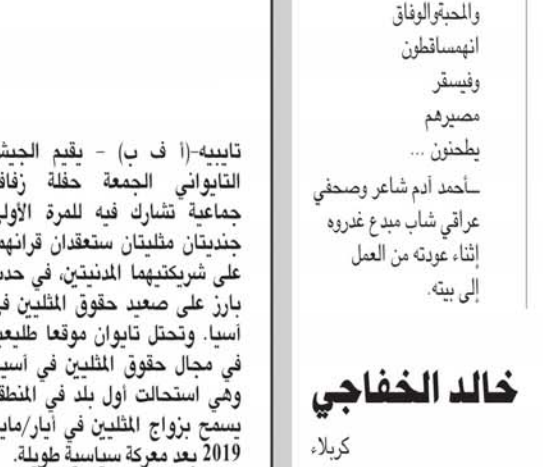 والمحبةوالوفاق
انهمساقطون
وفيسقر
مصيرهم
يطحنون ...
ـأحمد آدم شاعر وصحفي
عراقي شاب مبدع غدروه
إثناء عودته من العمل
إلى بيته.
خالد الخفاجي
كربلاء
تايبيه-(أ ف ب) - يقيم الجيش
التايواني الجمعة حفلة زفاف
جماعية تشارك فيه للمرة الأولى
جنديتان مثليتان ستعقدان قرانهما
على شريكتيهما المدنيتين، في حدث
بارز على صعيد حقوق المثليين في
آسيا. وتحتل تايوان موقعا طليعيا
في مجال حقوق المثليين في آسيا
وهي استحالت أول بلد في المنطقة
يسمح بزواج المثليين في أيار/مايو
2019 بعد معركة سياسية طويلة.